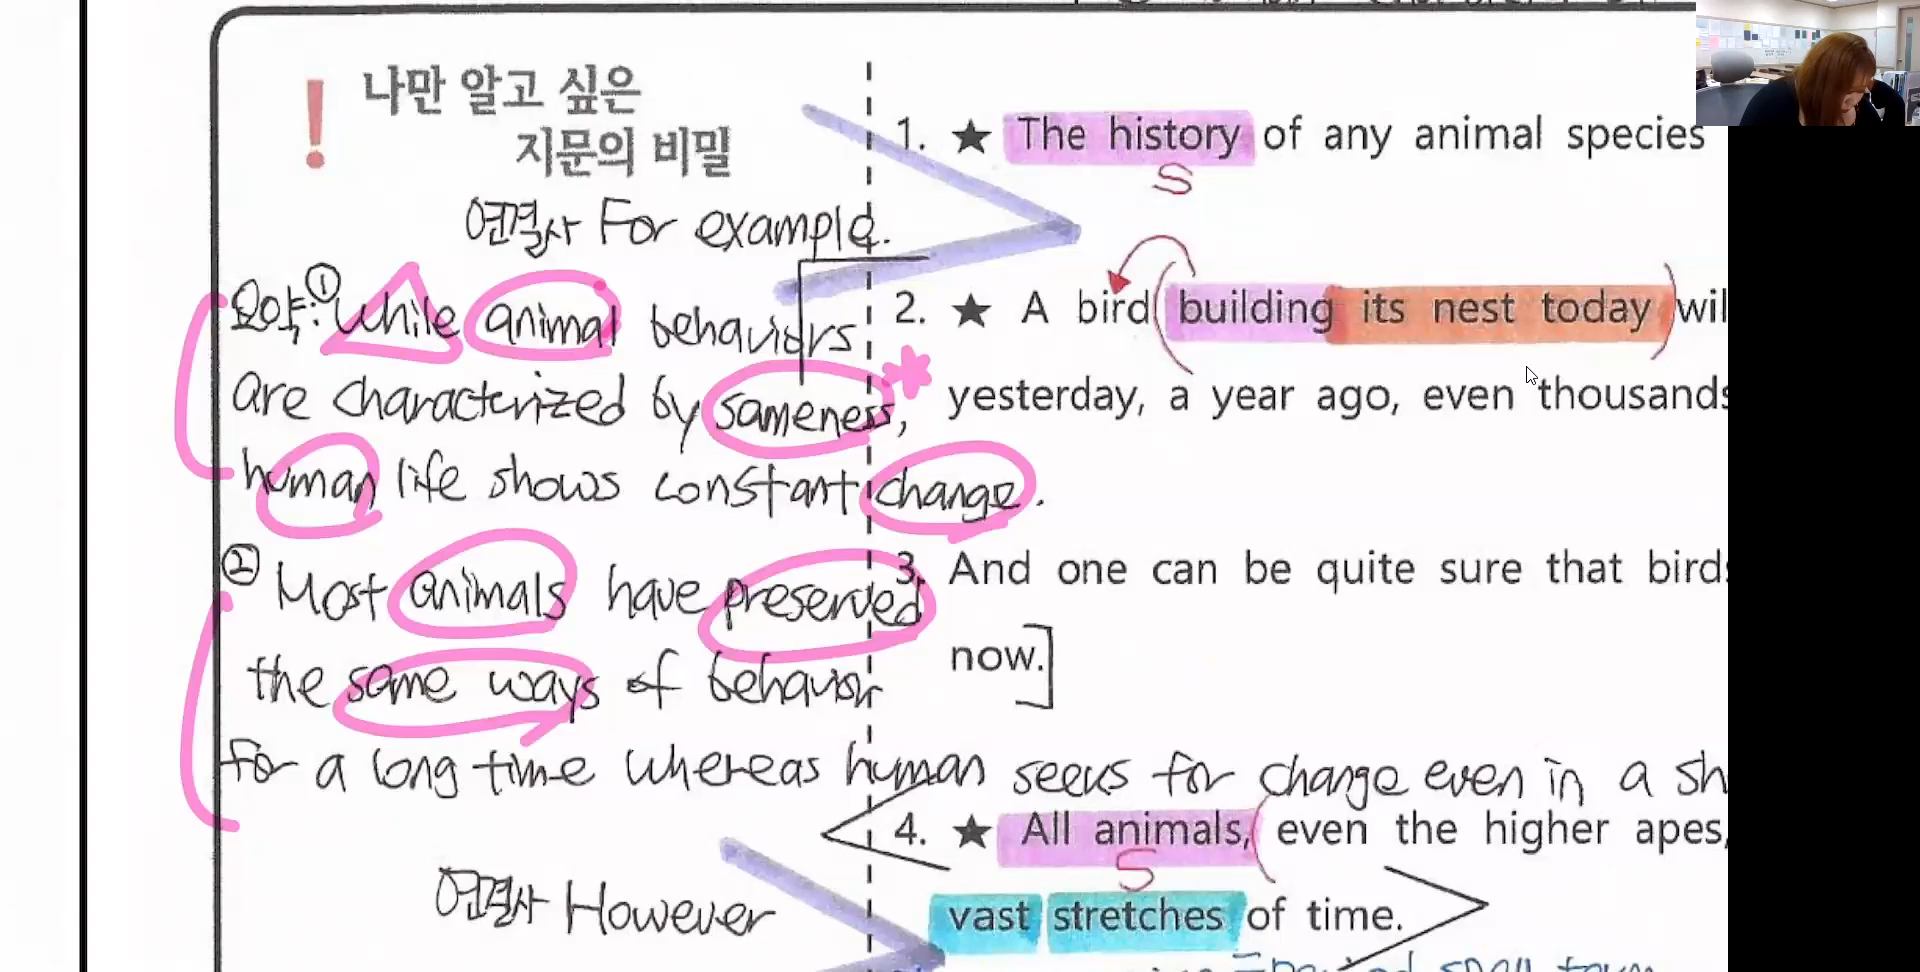 ! 나만 알고 싶은
지문의 비밀
연결사 For example.
요약: ① While animal behaviors
are characterized by sameness,
human life shows constant change.
② Most animals have preserved
the same ways of behavior
for a long time whereas human seeks for change even in a sh
연결사 However
1. ★ The history of any animal species
S
2. ★ A bird (building its nest today) wil
yesterday, a year ago, even thousands
3. And one can be quite sure that birds
now.]
4. ★ All animals, (even the higher apes,
S
vast stretches of time.